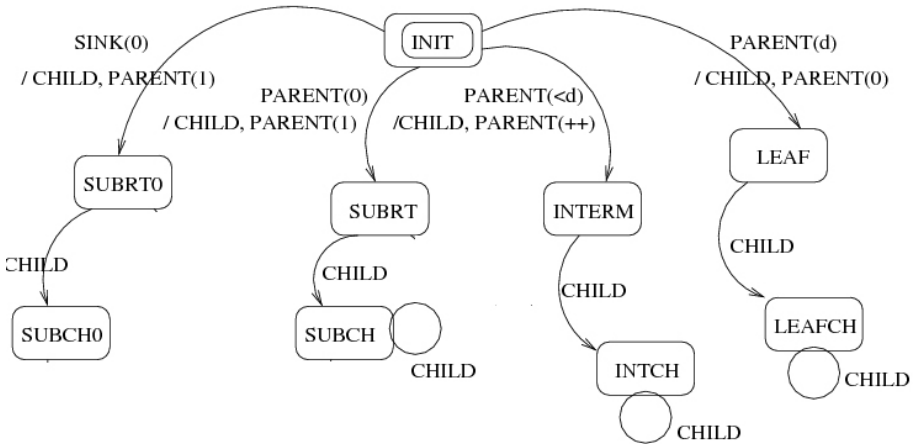 INIT
SINK(0)
/ CHILD, PARENT(1)
PARENT(0)
/ CHILD, PARENT(1)
PARENT(<d)
/CHILD, PARENT(++)
PARENT(d)
/ CHILD, PARENT(0)
SUBRT0
SUBRT
INTERM
LEAF
CHILD
CHILD
CHILD
CHILD
SUBCH0
SUBCH
CHILD
INTCH
CHILD
LEAFCH
CHILD